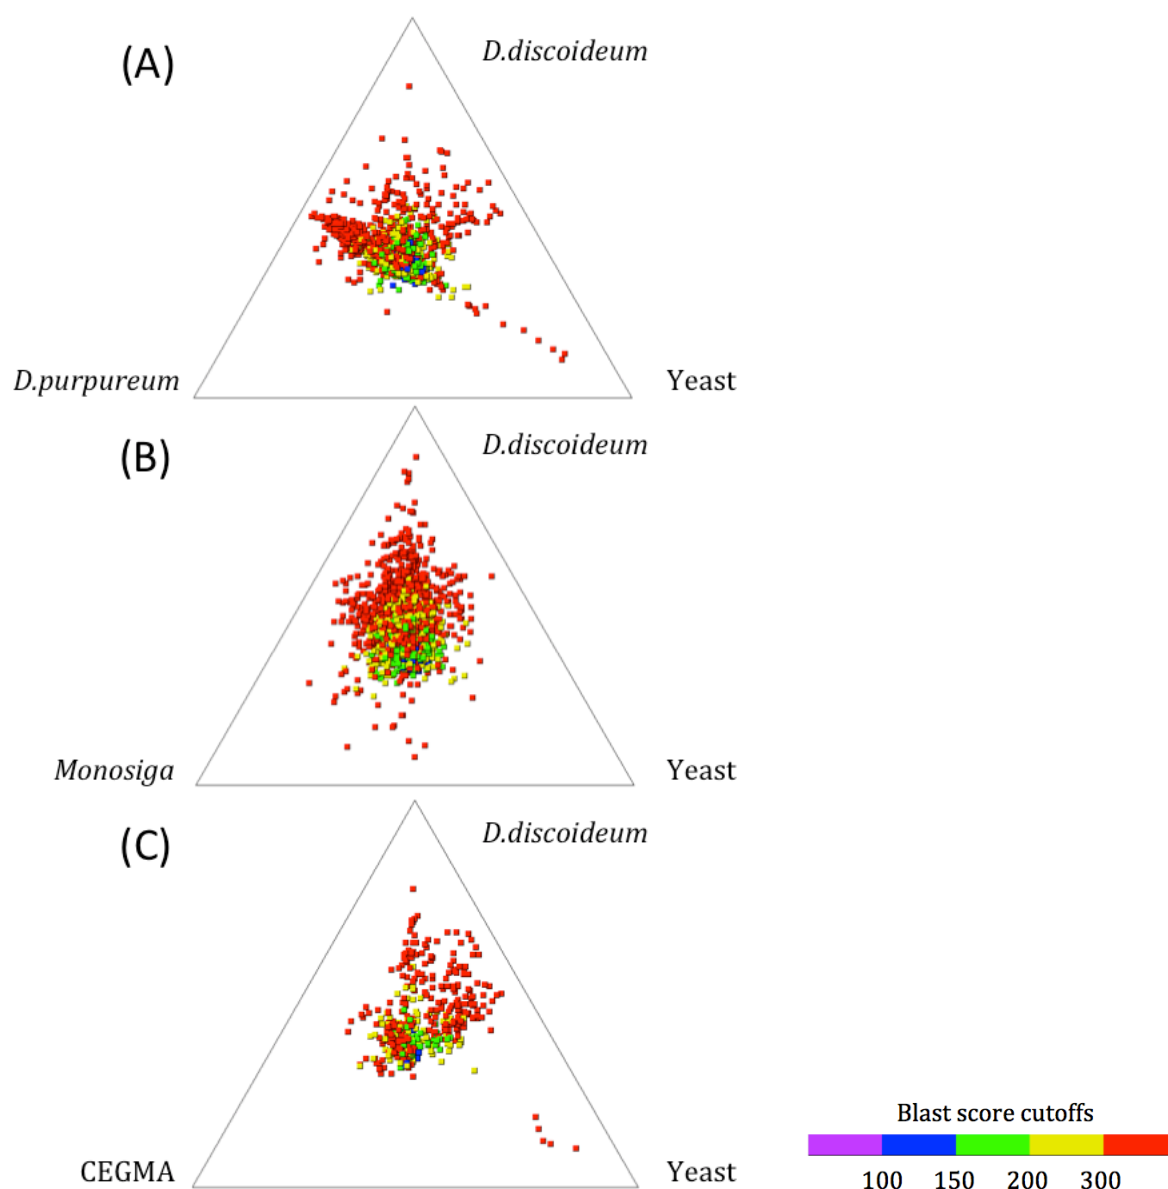 (A)
D.discoideum
D.purpureum
Yeast
(B)
D.discoideum
Monosiga
Yeast
(C)
D.discoideum
CEGMA
Yeast
Blast score cutoffs
100 150 200 300